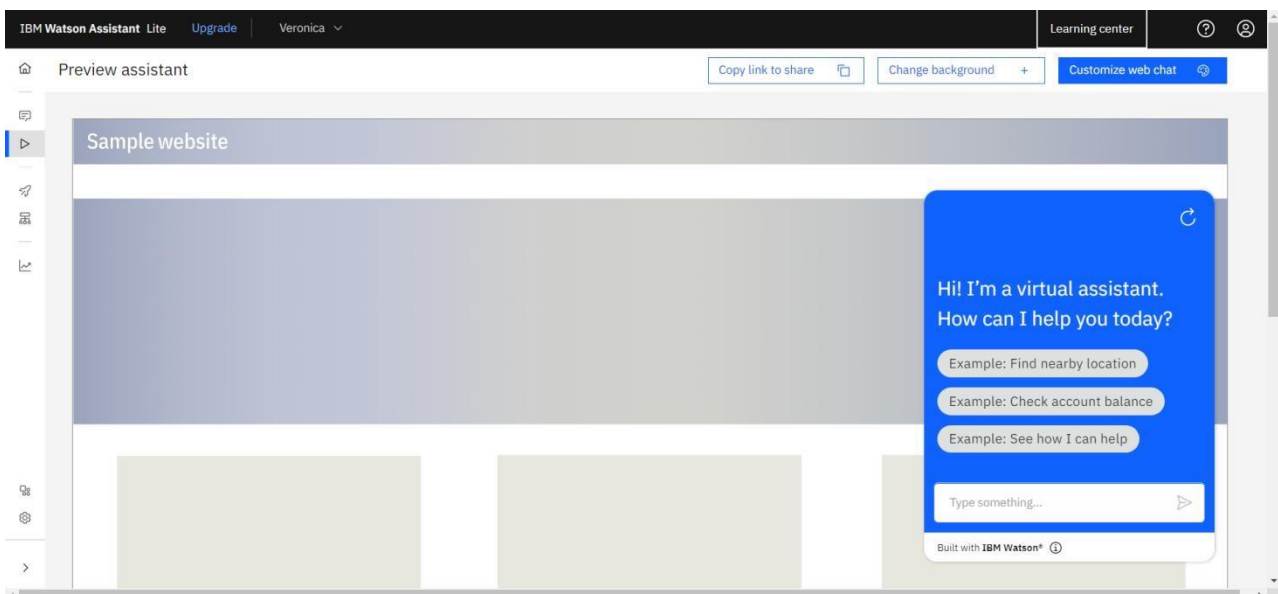 IBM Watson Assistant Lite Upgrade Veronica Learning center
Preview assistant Copy link to share Change background + Customize web chat
Sample website
Hi! I'm a virtual assistant.
How can I help you today?
Example: Find nearby location
Example: Check account balance
Example: See how I can help
Type something...
Built with IBM Watson®